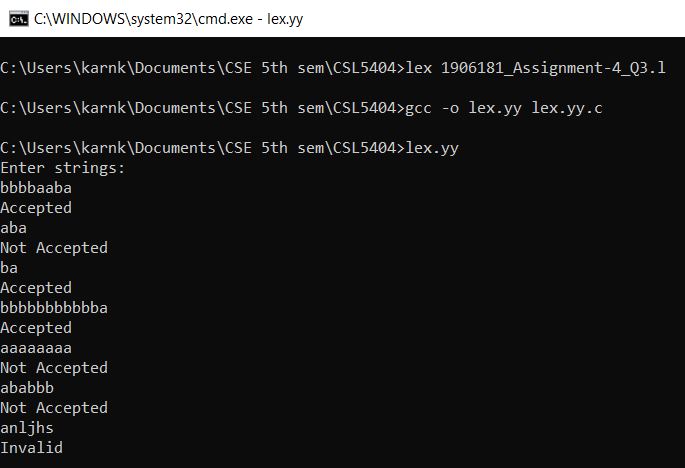 C:\WINDOWS\system32\cmd.exe - lex.yy
C:\Users\karnk\Documents\CSE 5th sem\CSL5404>lex 1906181_Assignment-4_Q3.l
C:\Users\karnk\Documents\CSE 5th sem\CSL5404>gcc -o lex.yy lex.yy.c
C:\Users\karnk\Documents\CSE 5th sem\CSL5404>lex.yy
Enter strings:
bbbbaaba
Accepted
aba
Not Accepted
ba
Accepted
bbbbbbbbbbba
Accepted
aaaaaaaa
Not Accepted
ababbb
Not Accepted
anljhs
Invalid